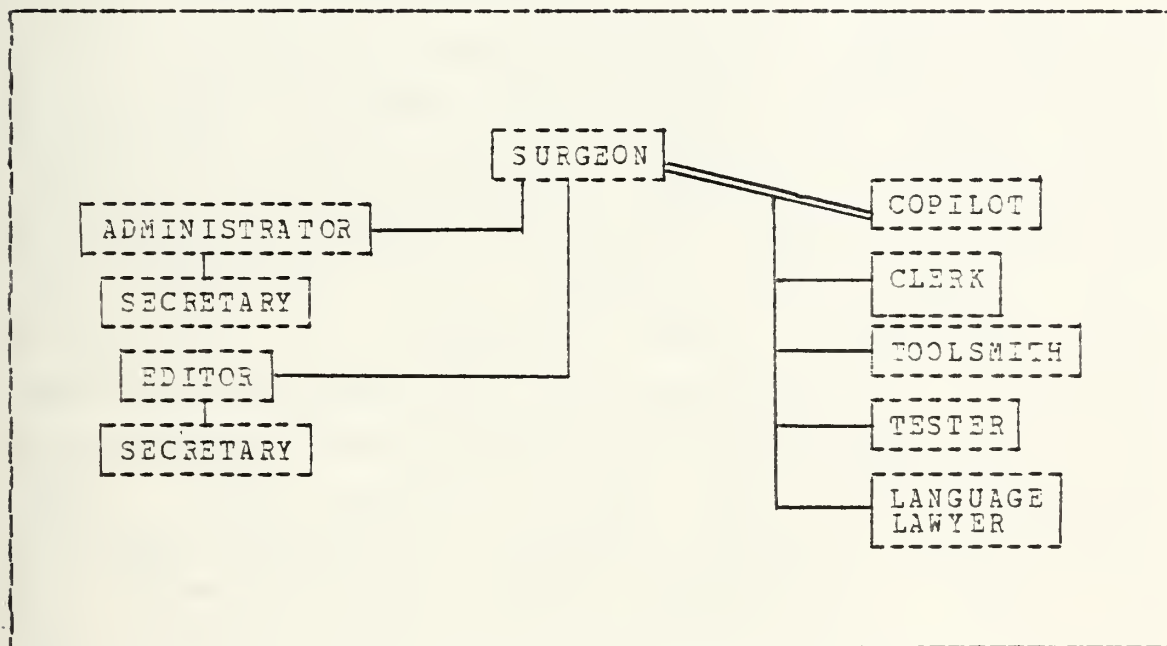 SURGEON
COPILOT
ADMINISTRATOR
CLERK
SECRETARY
TOOLSMITH
EDITOR
TESTER
SECRETARY
LANGUAGE
LAWYER